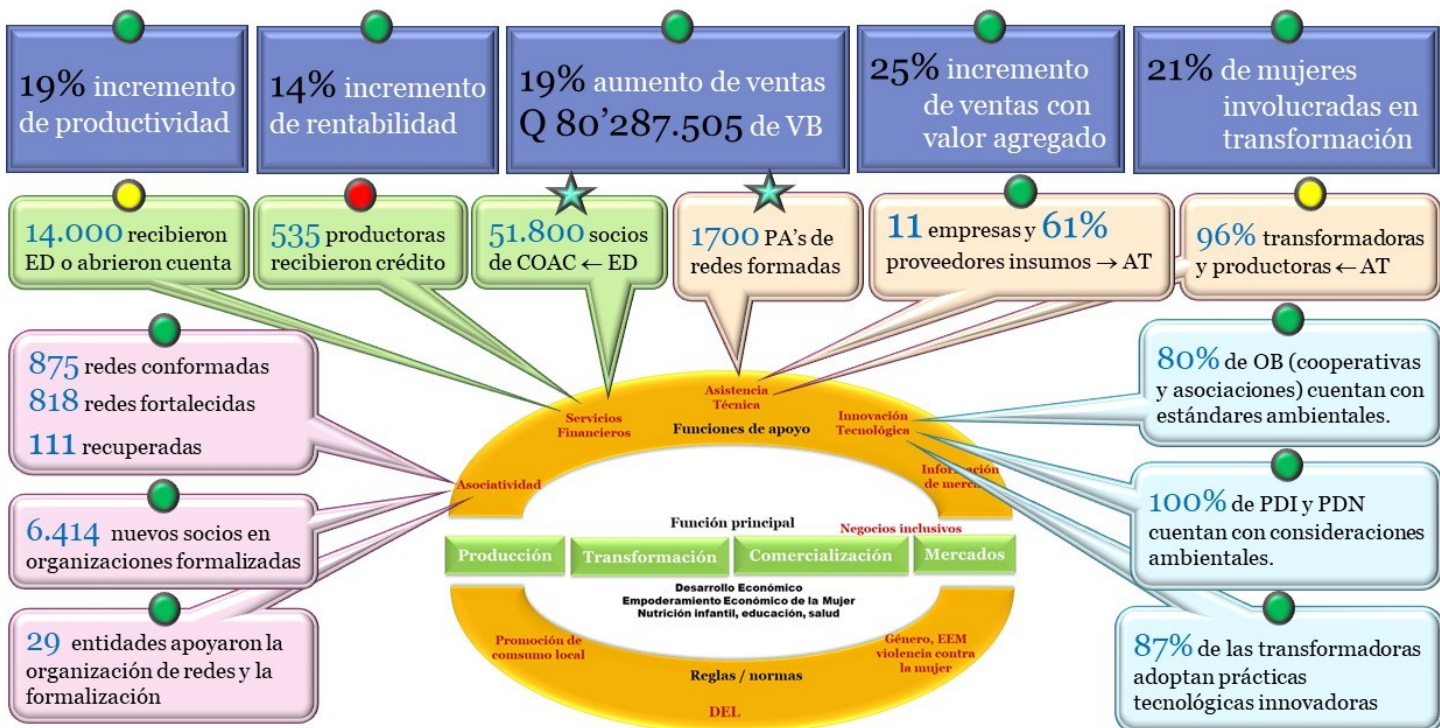 19% incremento
de productividad
14% incremento
de rentabilidad
19% aumento de ventas
Q 80’287.505 de VB
25% incremento
de ventas con
valor agregado
21% de mujeres
involucradas en
transformación
14.000 recibieron
ED o abrieron cuenta
535 productoras
recibieron crédito
51.800 socios
de COAC ← ED
1700 PA’s de
redes formadas
11 empresas y 61%
proveedores insumos → AT
96% transformadoras
y productoras ← AT
875 redes conformadas
818 redes fortalecidas
111 recuperadas
6.414 nuevos socios en
organizaciones formalizadas
29 entidades apoyaron la
organización de redes y la
formalización
Asociatividad
Servicios
Financieros
Asistencia
Técnica
Funciones de apoyo
Innovación
Tecnológica
Información
de
Función principal
Negocios inclusivos
Producción
Transformación
Comercialización
Mercados
Desarrollo Económico
Empoderamiento Económico de la Mujer
Nutrición infantil, educación, salud
Promoción de
consumo local
Género, EEM
violencia contra
la mujer
Reglas / normas
DEL
80% de OB (cooperativas
y asociaciones) cuentan con
estándares ambientales.
100% de PDI y PDN
cuentan con consideraciones
ambientales.
87% de las transformadoras
adoptan prácticas
tecnológicas innovadoras